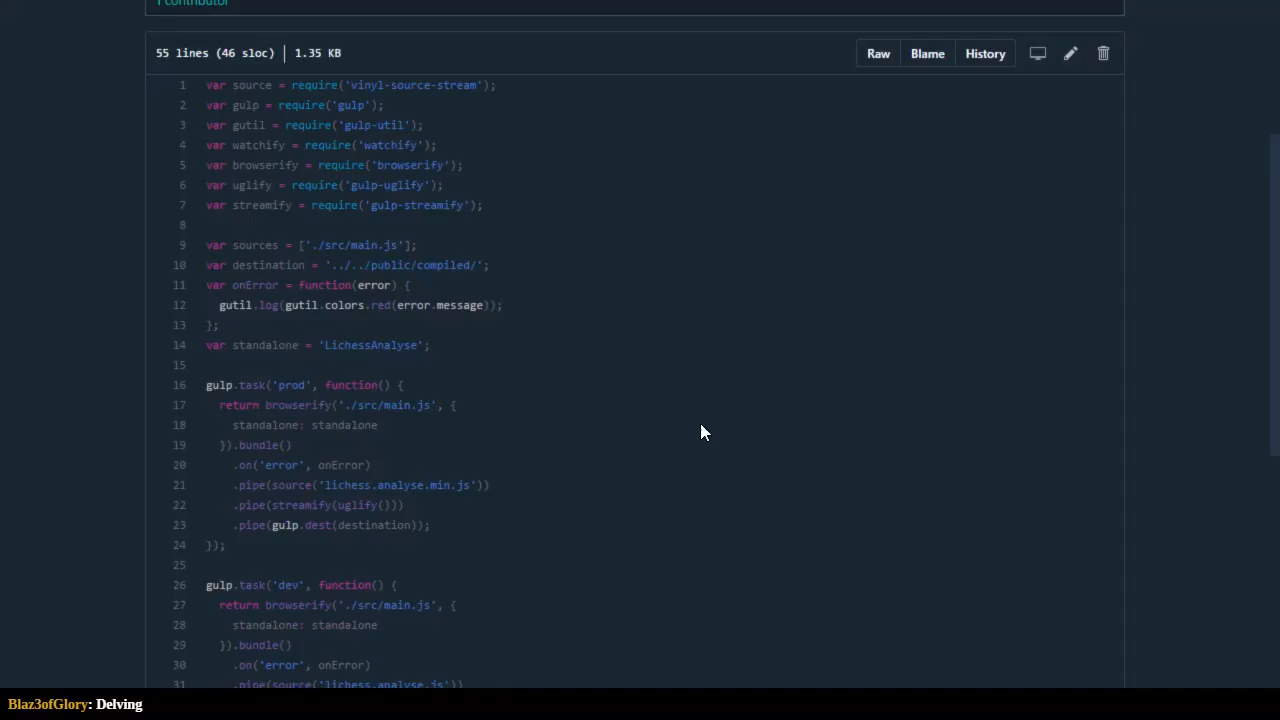 1 contributor
55 lines (46 sloc) | 1.35 KB
Raw Blame History
1 var source = require('vinyl-source-stream');
2 var gulp = require('gulp');
3 var gutil = require('gulp-util');
4 var watchify = require('watchify');
5 var browserify = require('browserify');
6 var uglify = require('gulp-uglify');
7 var streamify = require('gulp-streamify');
8
9 var sources = ['./src/main.js'];
10 var destination = '../../public/compiled/';
11 var onError = function(error) {
12 gutil.log(gutil.colors.red(error.message));
13 };
14 var standalone = 'LichessAnalyse';
15
16 gulp.task('prod', function() {
17 return browserify('./src/main.js', {
18 standalone: standalone
19 }).bundle()
20 .on('error', onError)
21 .pipe(source('lichess.analyse.min.js'))
22 .pipe(streamify(uglify()))
23 .pipe(gulp.dest(destination));
24 });
25
26 gulp.task('dev', function() {
27 return browserify('./src/main.js', {
28 standalone: standalone
29 }).bundle()
30 .on('error', onError)
31 .pipe(source('lichess.analyse.js'))
Blaz3ofGlory: Delving